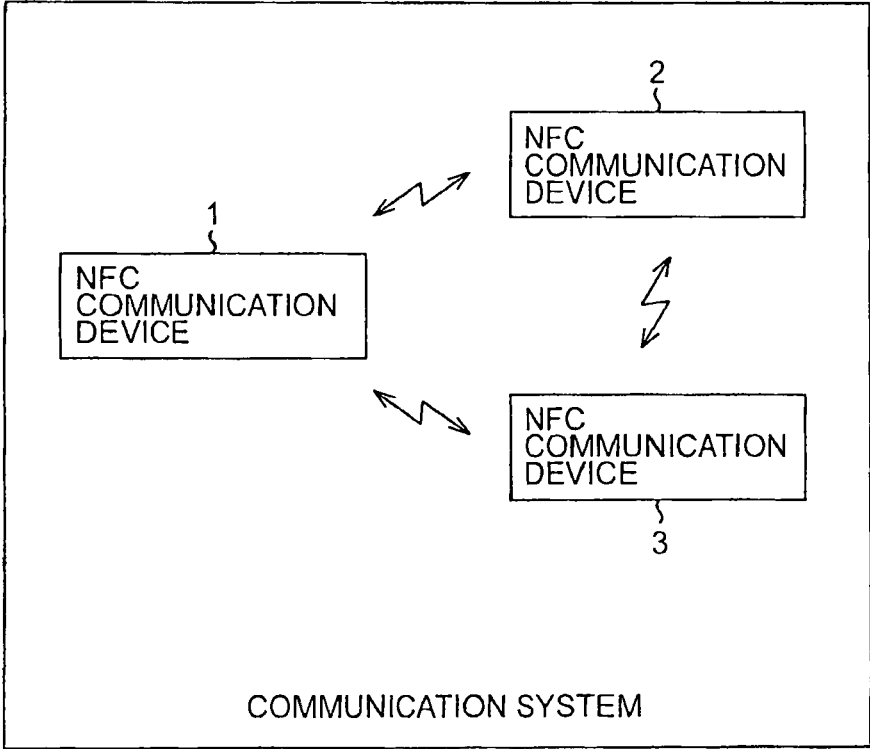 2
NFC
COMMUNICATION
DEVICE
1
NFC
COMMUNICATION
DEVICE
NFC
COMMUNICATION
DEVICE
3
COMMUNICATION SYSTEM